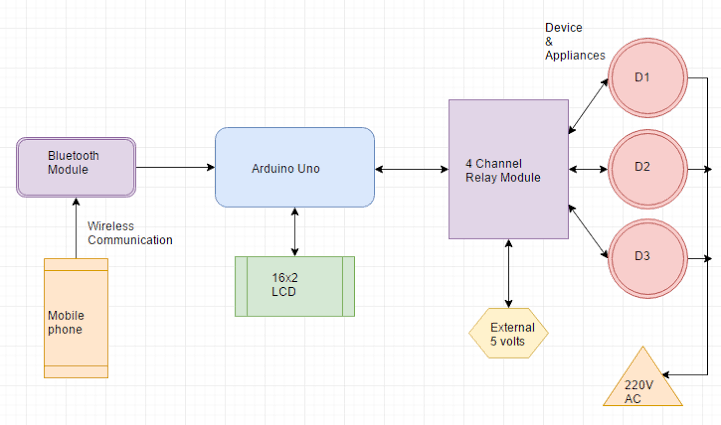 Device
&
Appliances
D1
Bluetooth
Module
Arduino Uno
4 Channel
Relay Module
D2
Wireless
Communication
D3
16x2
LCD
Mobile
phone
External
5 volts
220V
AC